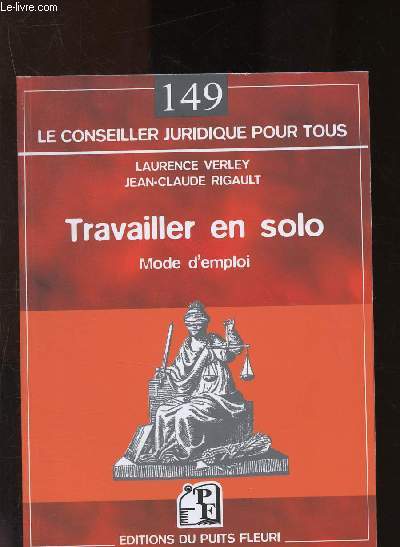 Le-livre.com
149
LE CONSEILLER JURIDIQUE POUR TOUS
LAURENCE VERLEY
JEAN-CLAUDE RIGAULT
Travailler en solo
Mode d'emploi
PF
EDITIONS DU PUITS FLEURI